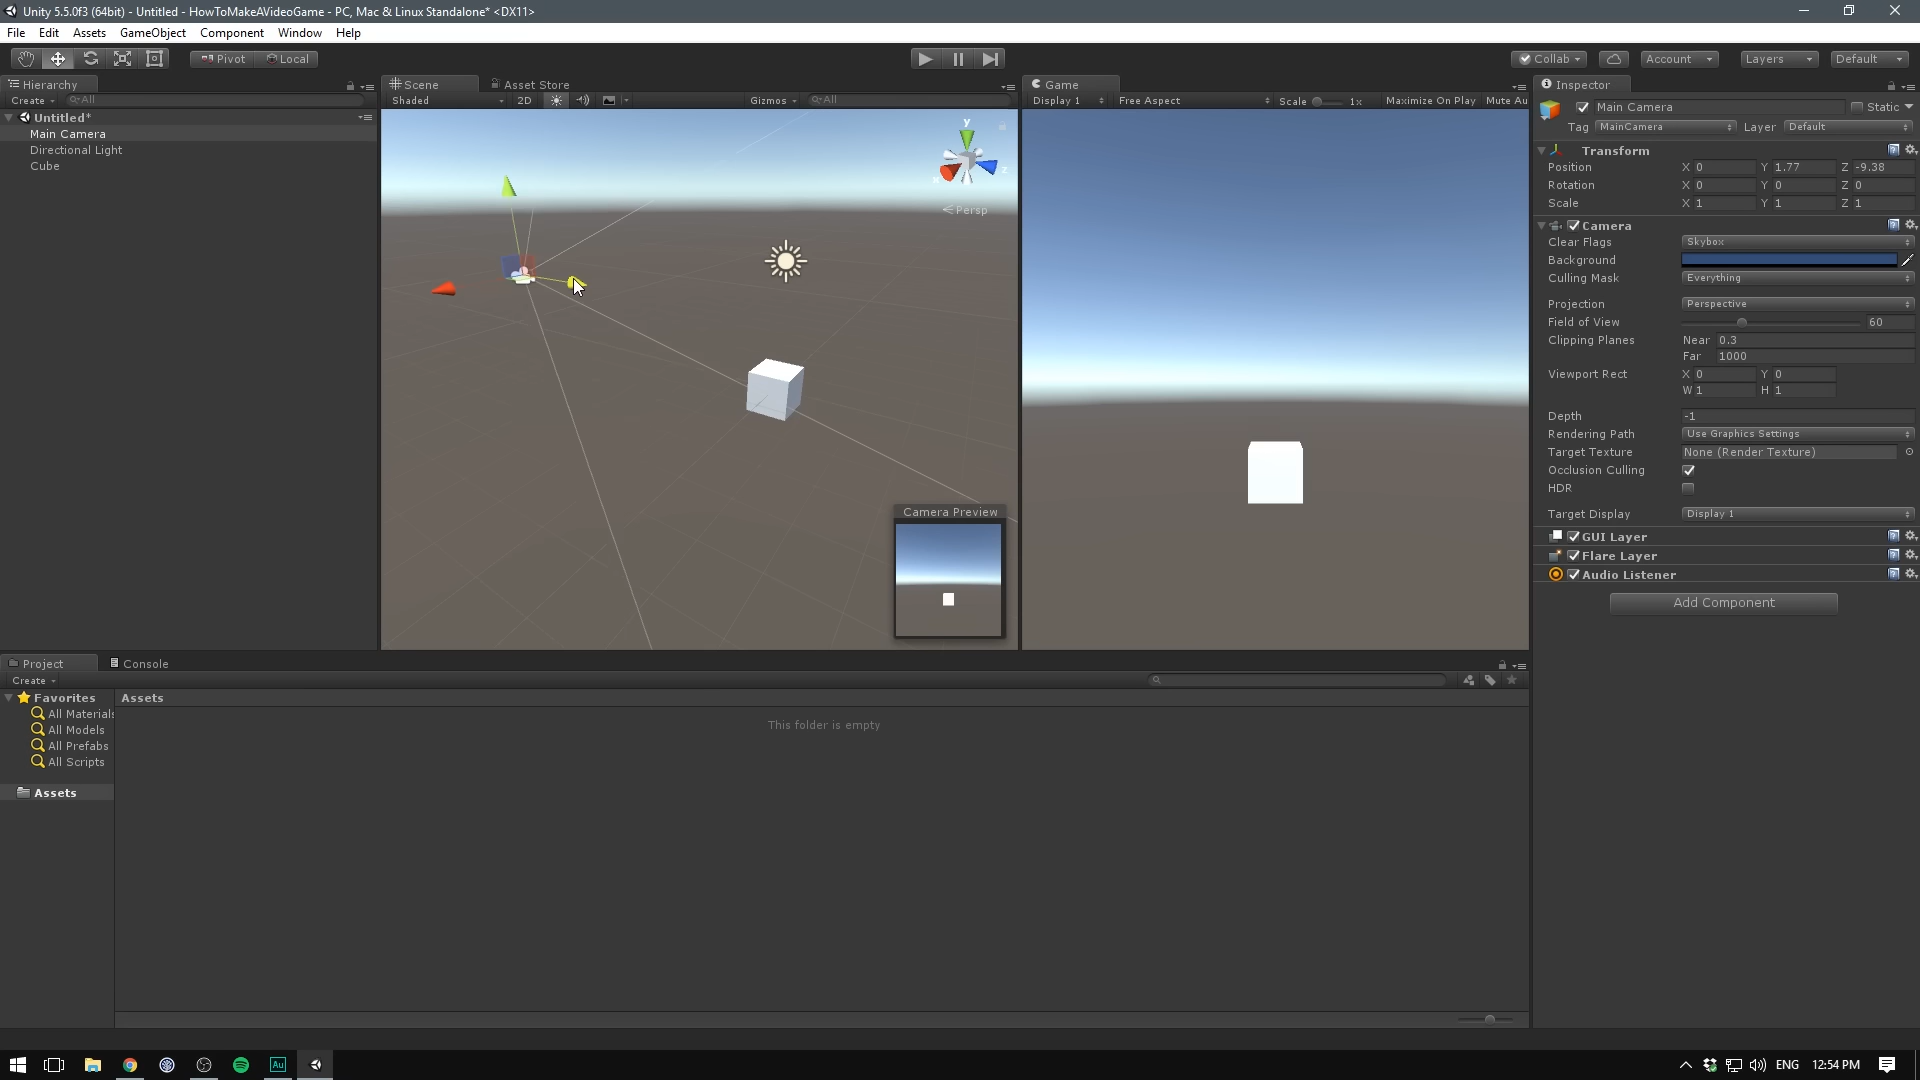 Unity 5.5.0f3 (64bit) - Untitled - HowToMakeAVideoGame - PC, Mac & Linux Standalone* <DX11>
File Edit Assets GameObject Component Window Help
Pivot Local Collab Account Layers Default
Hierarchy
Create All
Untitled*
Main Camera
Directional Light
Cube
Scene Asset Store
Shaded 2D Gizmos All
y
x
z
Persp
Camera Preview
Game
Display 1 Free Aspect Scale 1x Maximize On Play Mute Au
Inspector
Main Camera Static
Tag MainCamera Layer Default
Transform
Position X 0 Y 1.77 Z -9.38
Rotation X 0 Y 0 Z 0
Scale X 1 Y 1 Z 1
Camera
Clear Flags Skybox
Background
Culling Mask Everything
Projection Perspective
Field of View 60
Clipping Planes Near 0.3
Far 1000
Viewport Rect X 0 Y 0
W 1 H 1
Depth -1
Rendering Path Use Graphics Settings
Target Texture None (Render Texture)
Occlusion Culling
HDR
Target Display Display 1
GUI Layer
Flare Layer
Audio Listener
Add Component
Project Console
Create
Favorites
All Materials
All Models
All Prefabs
All Scripts
Assets
Assets
This folder is empty
Au
ENG 12:54 PM